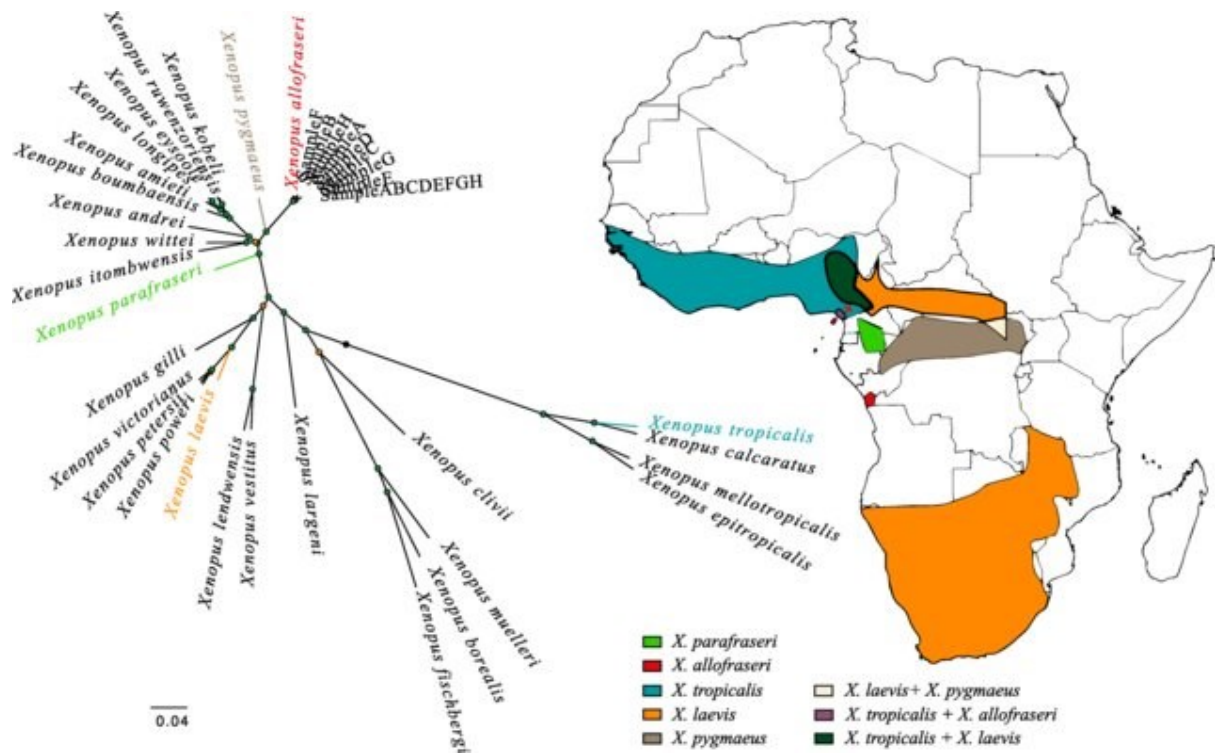 Xenopus ruwenzoriensis
Xenopus kobeli
Xenopus eysoole
Xenopus longipes
Xenopus amieti
Xenopus boumbaensis
Xenopus andrei
Xenopus wittei
Xenopus itombwensis
Xenopus parafraseri
Xenopus pygmaeus
Xenopus allofraseri
SampleABCDEFGH
Xenopus gilli
Xenopus victorianus
Xenopus petersii
Xenopus poweri
Xenopus laevis
Xenopus lendwensis
Xenopus vestitus
Xenopus largeni
Xenopus clivii
Xenopus muelleri
Xenopus borealis
Xenopus fischbergi
Xenopus tropicalis
Xenopus calcaratus
Xenopus mellotropicalis
Xenopus epitropicalis
0.04
X. parafraseri
X. allofraseri
X. tropicalis
X. laevis
X. pygmaeus
X. laevis+ X. pygmaeus
X. tropicalis + X. allofraseri
X. tropicalis + X. laevis